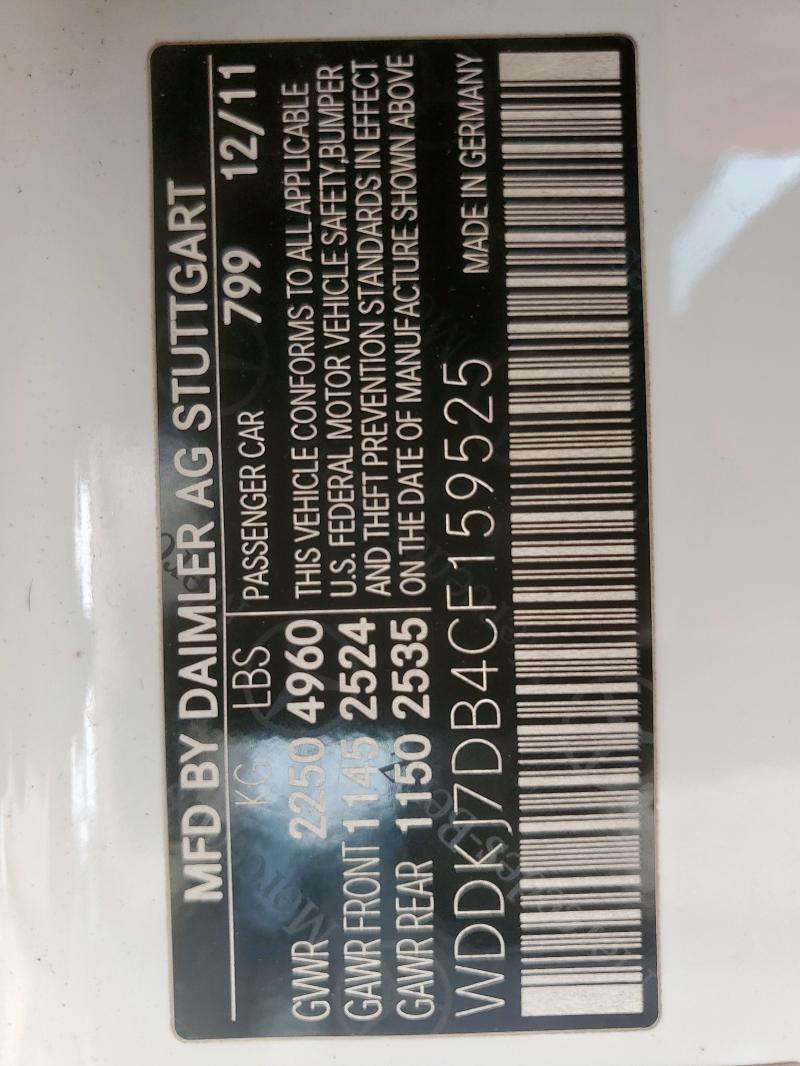 MFD BY DAIMLER AG STUTTGART
KG LBS PASSENGER CAR 799 12/11
GVWR 2250 4960
GAWR FRONT 1145 2524
GAWR REAR 1150 2535
THIS VEHICLE CONFORMS TO ALL APPLICABLE
U.S. FEDERAL MOTOR VEHICLE SAFETY,BUMPER
AND THEFT PREVENTION STANDARDS IN EFFECT
ON THE DATE OF MANUFACTURE SHOWN ABOVE
WDDKJ7DB4CF159525 MADE IN GERMANY